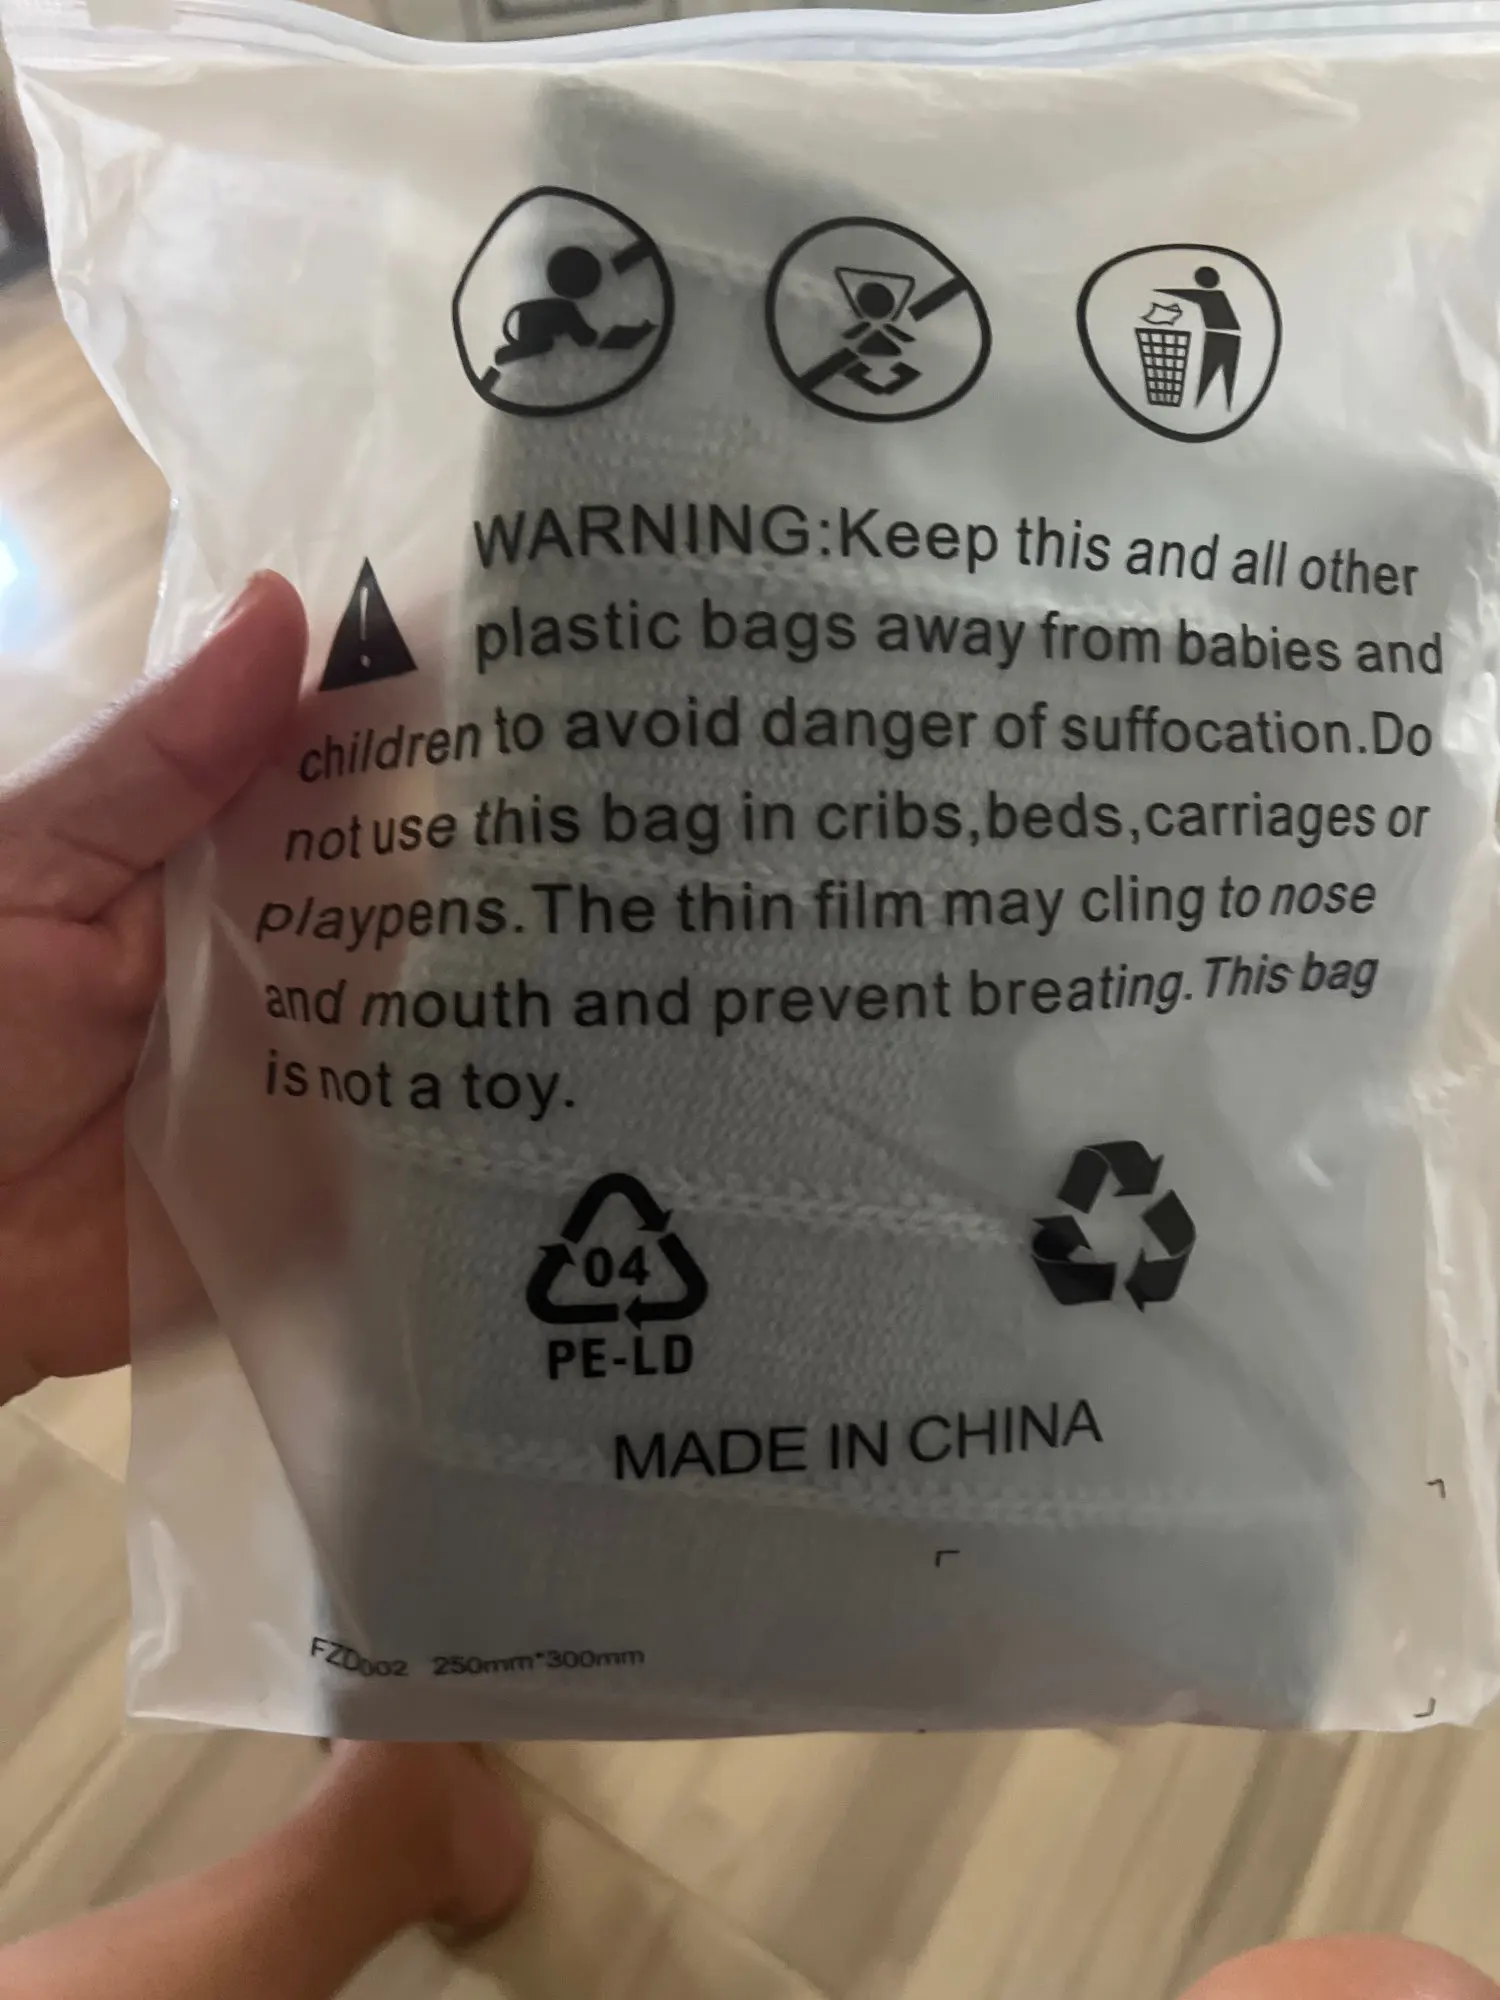 WARNING:Keep this and all other
plastic bags away from babies and
children to avoid danger of suffocation.Do
not use this bag in cribs,beds,carriages or
playpens.The thin film may cling to nose
and mouth and prevent breating.This bag
is not a toy.
04
PE-LD
MADE IN CHINA
FZD002 250mm*300mm